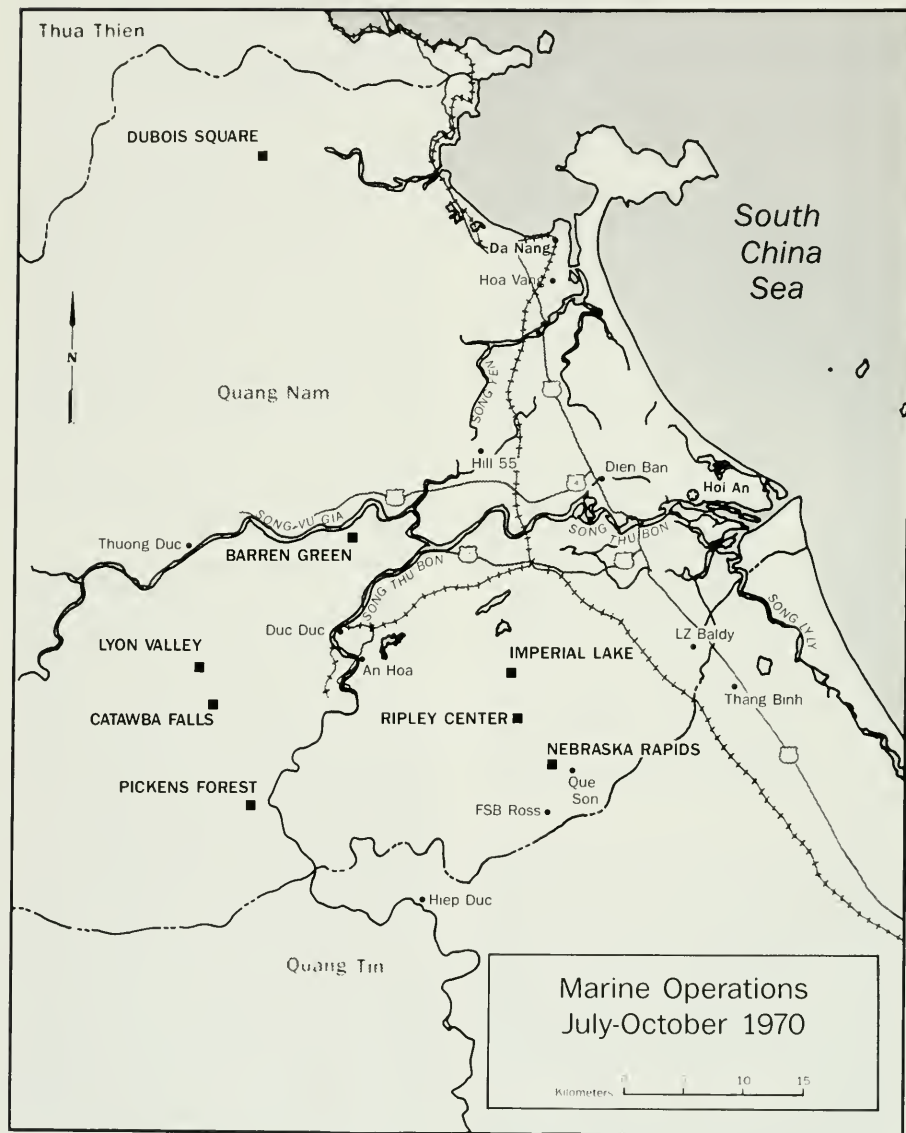 Thua Thien
DUBOIS SQUARE
South
China
Sea
Da Nang
Hoa Vang
N
Quang Nam
SONG YEN
Hill 55
Dien Ban
4
Hoi An
SONG VU GIA
SONG THU BON
Thuong Duc
BARREN GREEN
SONG THU BON
Duc Duc
SONG LY LY
LZ Baldy
LYON VALLEY
An Hoa
IMPERIAL LAKE
Thang Binh
CATAWBA FALLS
RIPLEY CENTER
NEBRASKA RAPIDS
PICKENS FOREST
Que
Son
FSB Ross
Hiep Duc
Quang Tin
Marine Operations
July-October 1970
Kilometers 0 5 10 15